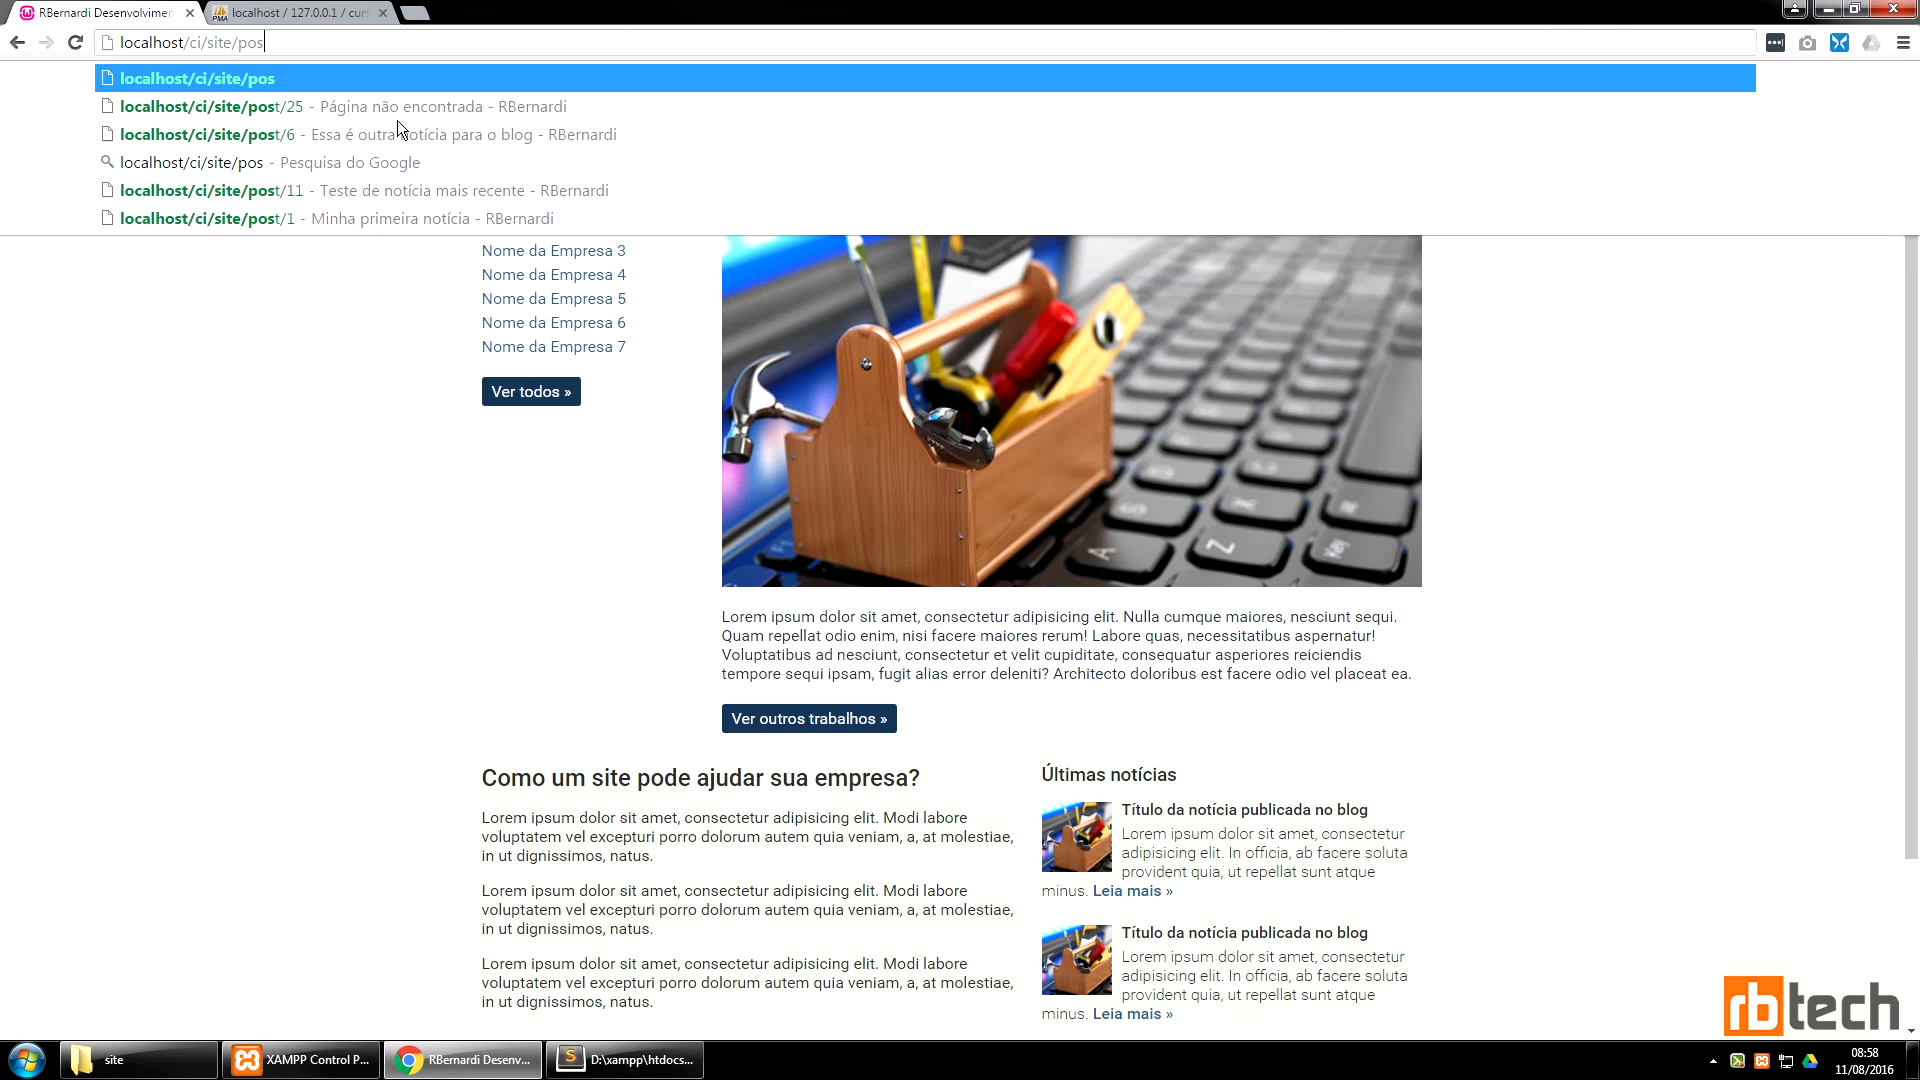 RBernardi Desenvolvimen
localhost / 127.0.0.1 / cur
localhost/ci/site/pos
localhost/ci/site/pos
localhost/ci/site/post/25 - Página não encontrada - RBernardi
localhost/ci/site/post/6 - Essa é outra notícia para o blog - RBernardi
localhost/ci/site/pos - Pesquisa do Google
localhost/ci/site/post/11 - Teste de notícia mais recente - RBernardi
localhost/ci/site/post/1 - Minha primeira notícia - RBernardi
Nome da Empresa 3
Nome da Empresa 4
Nome da Empresa 5
Nome da Empresa 6
Nome da Empresa 7
Ver todos »
Lorem ipsum dolor sit amet, consectetur adipisicing elit. Nulla cumque maiores, nesciunt sequi.
Quam repellat odio enim, nisi facere maiores rerum! Labore quas, necessitatibus aspernatur!
Voluptatibus ad nesciunt, consectetur et velit cupiditate, consequatur asperiores reiciendis
tempore sequi ipsam, fugit alias error deleniti? Architecto doloribus est facere odio vel placeat ea.
Ver outros trabalhos »
Como um site pode ajudar sua empresa?
Lorem ipsum dolor sit amet, consectetur adipisicing elit. Modi labore
voluptatem vel excepturi porro dolorum autem quia veniam, a, at molestiae,
in ut dignissimos, natus.
Lorem ipsum dolor sit amet, consectetur adipisicing elit. Modi labore
voluptatem vel excepturi porro dolorum autem quia veniam, a, at molestiae,
in ut dignissimos, natus.
Lorem ipsum dolor sit amet, consectetur adipisicing elit. Modi labore
voluptatem vel excepturi porro dolorum autem quia veniam, a, at molestiae,
in ut dignissimos, natus.
Últimas notícias
Título da notícia publicada no blog
Lorem ipsum dolor sit amet, consectetur
adipisicing elit. In officia, ab facere soluta
provident quia, ut repellat sunt atque
minus. Leia mais »
Título da notícia publicada no blog
Lorem ipsum dolor sit amet, consectetur
adipisicing elit. In officia, ab facere soluta
provident quia, ut repellat sunt atque
minus. Leia mais »
rbtech
site
XAMPP Control P...
RBernardi Desenv...
D:\xampp\htdocs...
08:58
11/08/2016